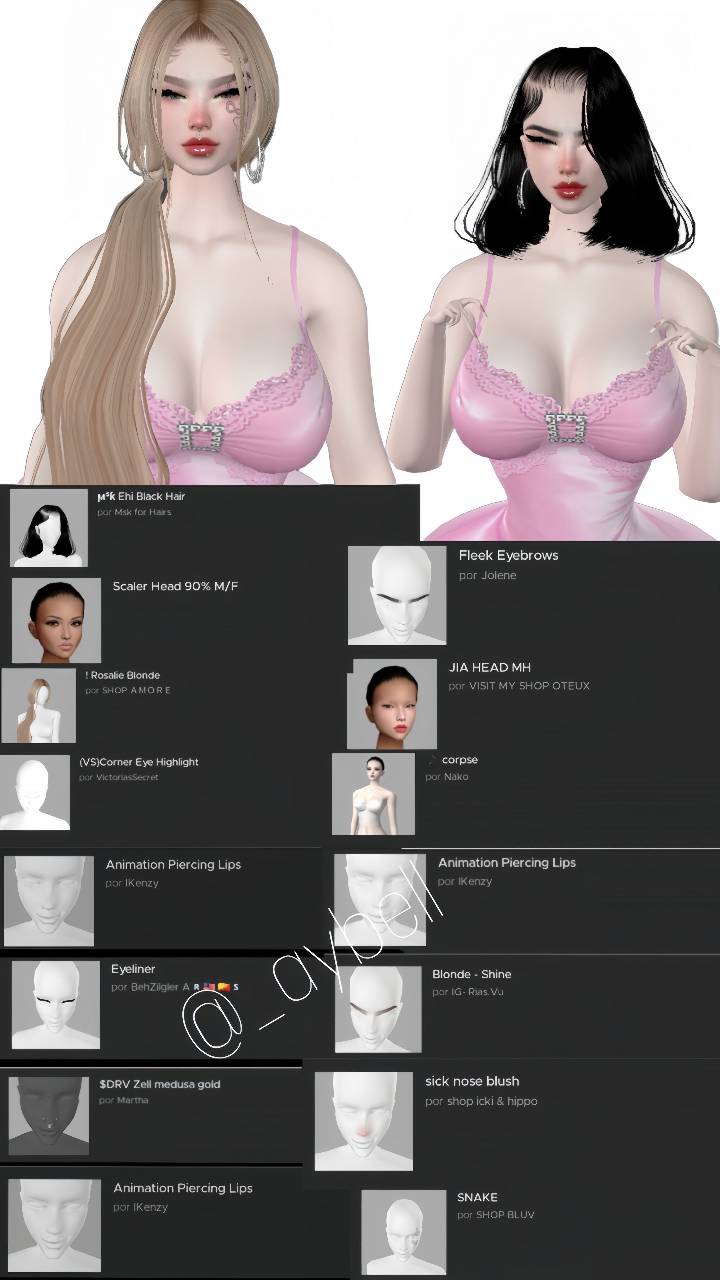 ᴍˢᵏ Ehi Black Hair
por Msk for Hairs
Scaler Head 90% M/F
! Rosalie Blonde
por SHOP A M O R E
(VS)Corner Eye Highlight
por VictoriasSecret
Fleek Eyebrows
por Jolene
JIA HEAD MH
por VISIT MY SHOP OTEUX
corpse
por Nako
Animation Piercing Lips
por IKenzy
Animation Piercing Lips
por IKenzy
Eyeliner
por BehZilgler A R 🇺🇸 S
Blonde - Shine
por IG- Rias.Vu
@_aybell
$DRV Zell medusa gold
por Martha
sick nose blush
por shop icki & hippo
Animation Piercing Lips
por IKenzy
SNAKE
por SHOP BLUV